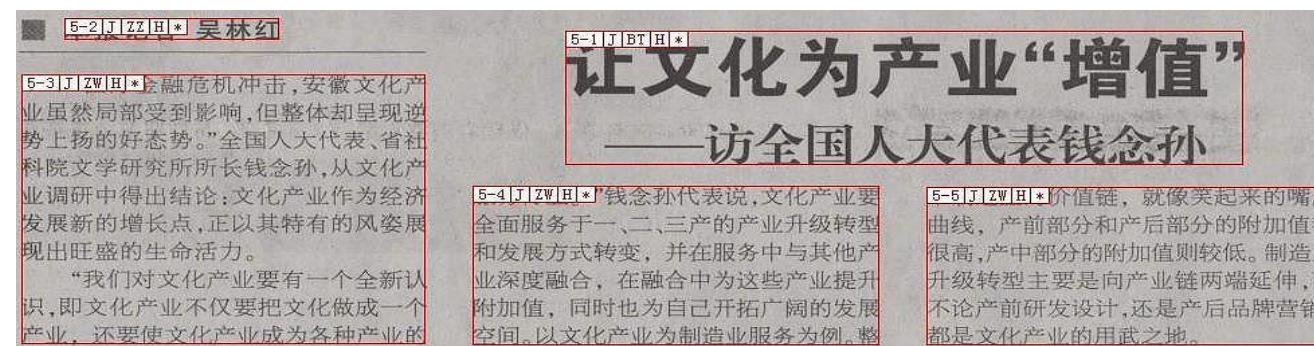 5-2 J ZZ H * 吴林红
5-1 J BT H *
让文化为产业“增值”
——访全国人大代表钱念孙
5-3 J ZW H * 金融危机冲击，安徽文化产
业虽然局部受到影响，但整体却呈现逆
势上扬的好态势。”全国人大代表、省社
科院文学研究所所长钱念孙，从文化产
业调研中得出结论：文化产业作为经济
发展新的增长点，正以其特有的风姿展
现出旺盛的生命活力。
“我们对文化产业要有一个全新认
识，即文化产业不仅要把文化做成一个
产业，还要使文化产业成为各种产业的
5-4 J ZW H * ”钱念孙代表说，文化产业要
全面服务于一、二、三产的产业升级转型
和发展方式转变，并在服务中与其他产
业深度融合，在融合中为这些产业提升
附加值，同时也为自己开拓广阔的发展
空间。以文化产业为制造业服务为例。整
5-5 J ZW H * 价值链，就像笑起来的嘴
曲线，产前部分和产后部分的附加值
很高，产中部分的附加值则较低。制造
升级转型主要是向产业链两端延伸，
不论产前研发设计，还是产后品牌营销
都是文化产业的用武之地。